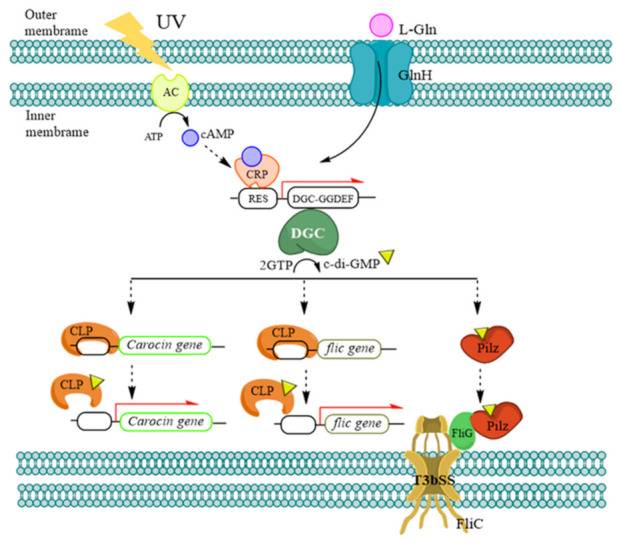 Outer
membrane
UV
L-Gln
GlnH
AC
Inner
membrane
ATP
cAMP
CRP
RES
DGC-GGDEF
DGC
2GTP
c-di-GMP
CLP
Carocin gene
CLP
flic gene
Pilz
CLP
Carocin gene
CLP
flic gene
FliG
Pilz
T3bSS
FliC